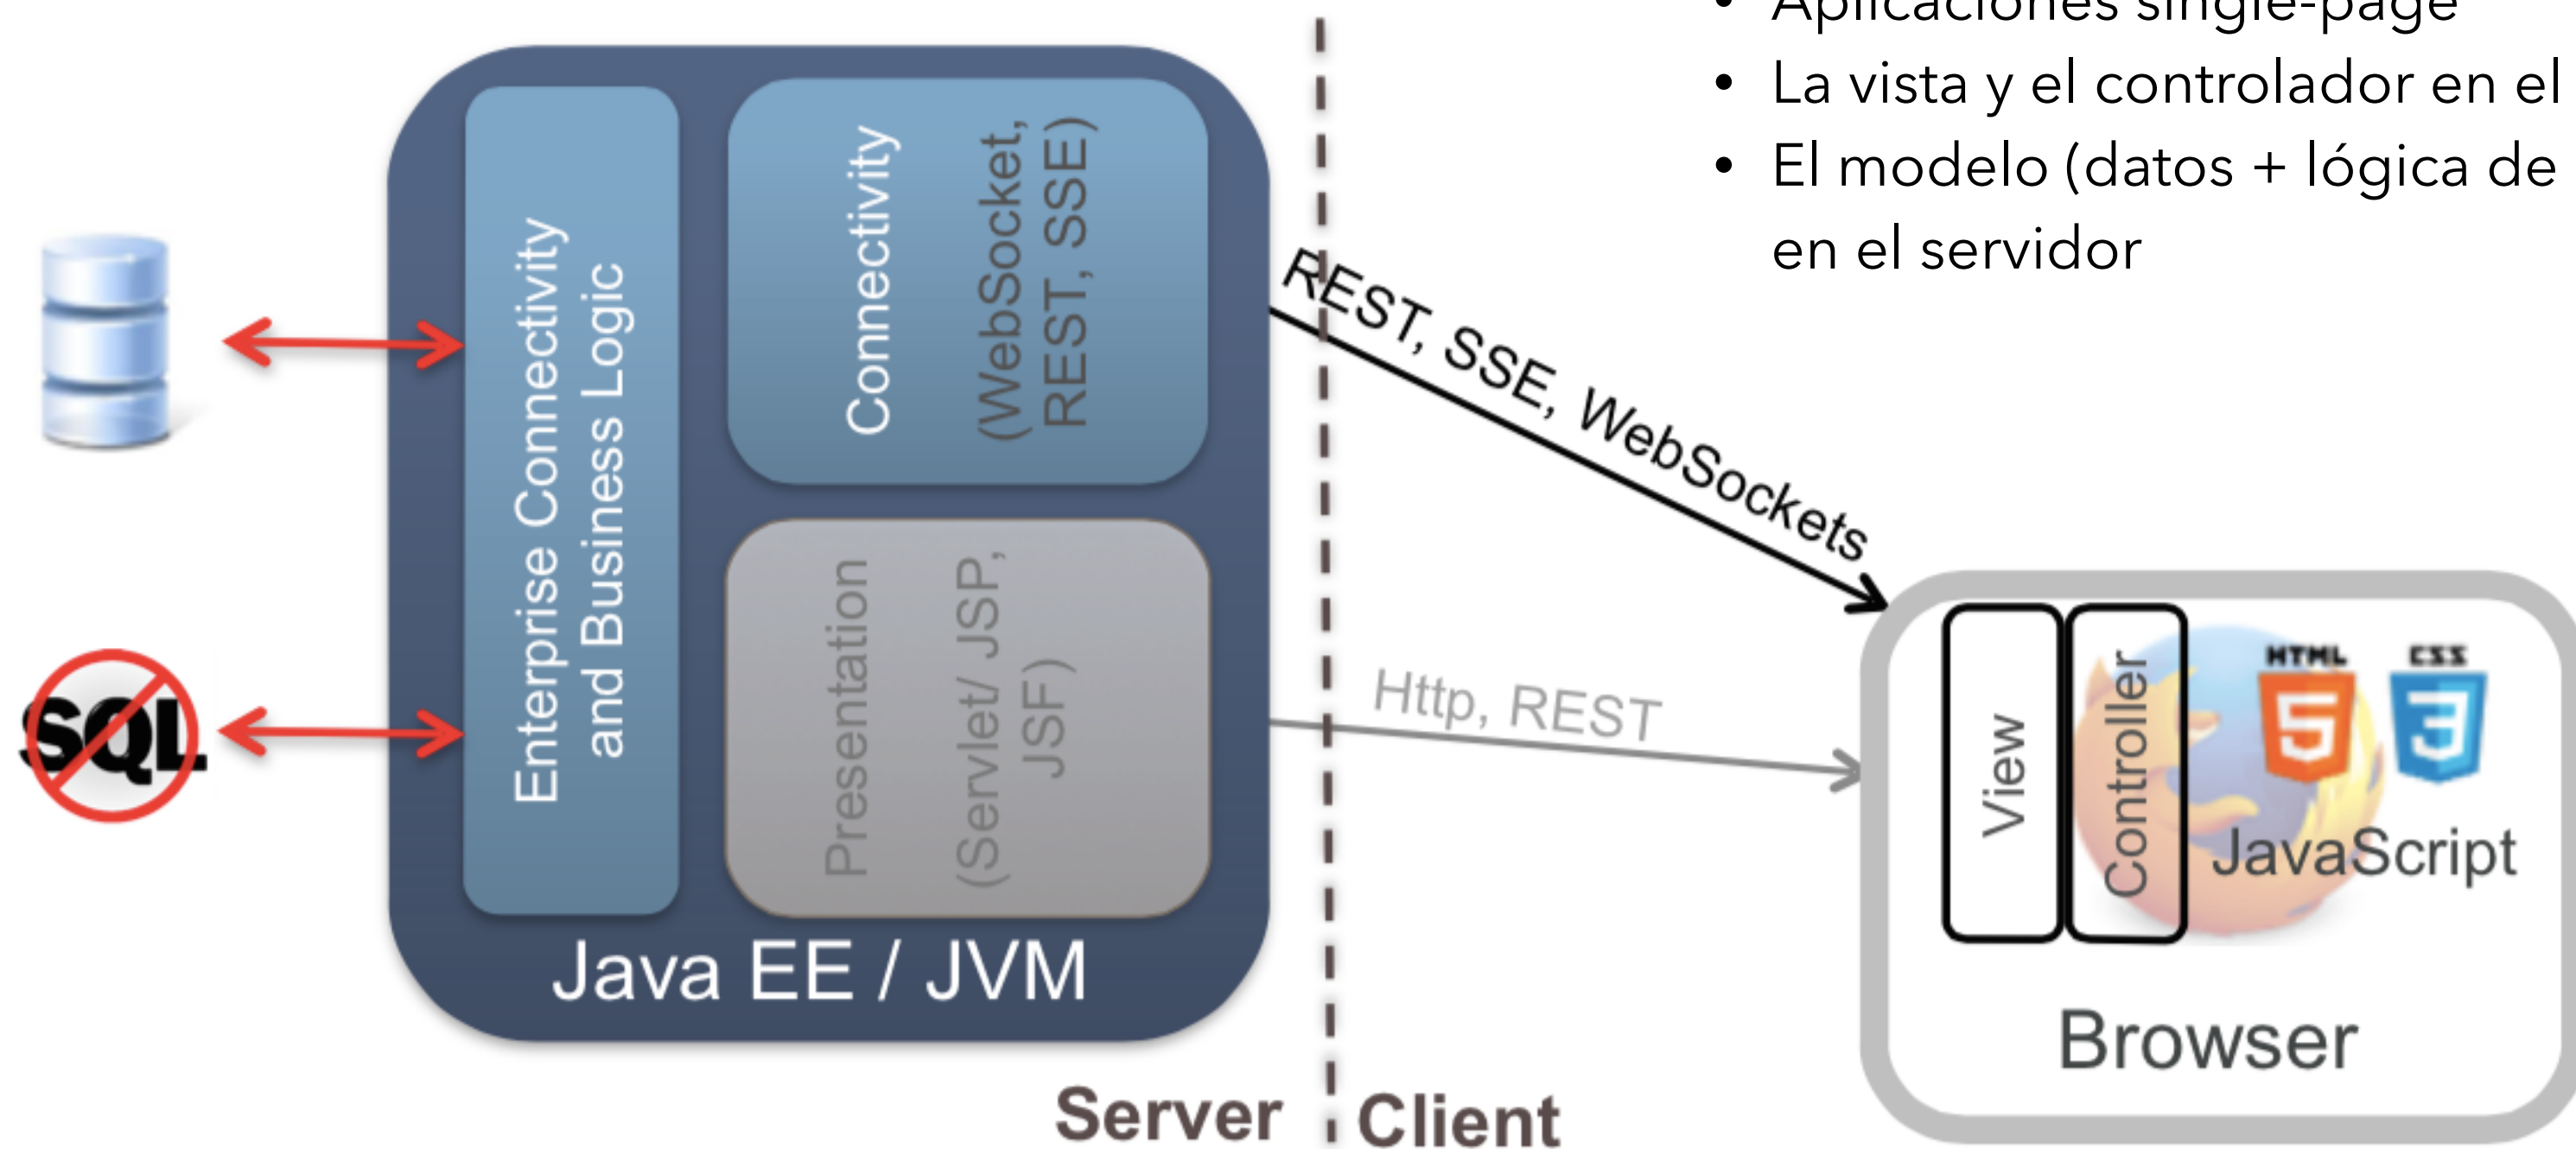 • Aplicaciones single-page
• La vista y el controlador en el
• El modelo (datos + lógica de
en el servidor
Enterprise Connectivity
and Business Logic
Connectivity
(WebSocket,
REST, SSE)
Presentation
(Servlet/ JSP,
JSF)
Java EE / JVM
SQL
REST, SSE, WebSockets
Http, REST
View
Controller
HTML
5
CSS
3
JavaScript
Browser
Server
Client